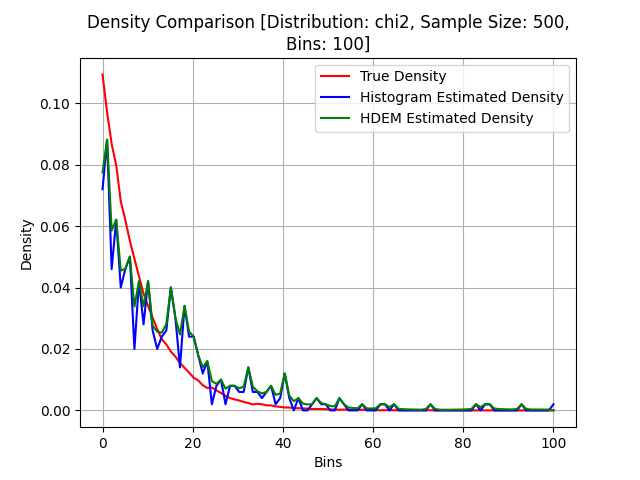 Density Comparison [Distribution: chi2, Sample Size: 500,
Bins: 100]
True Density
Histogram Estimated Density
HDEM Estimated Density
Density
0.10
0.08
0.06
0.04
0.02
0.00
0 20 40 60 80 100
Bins